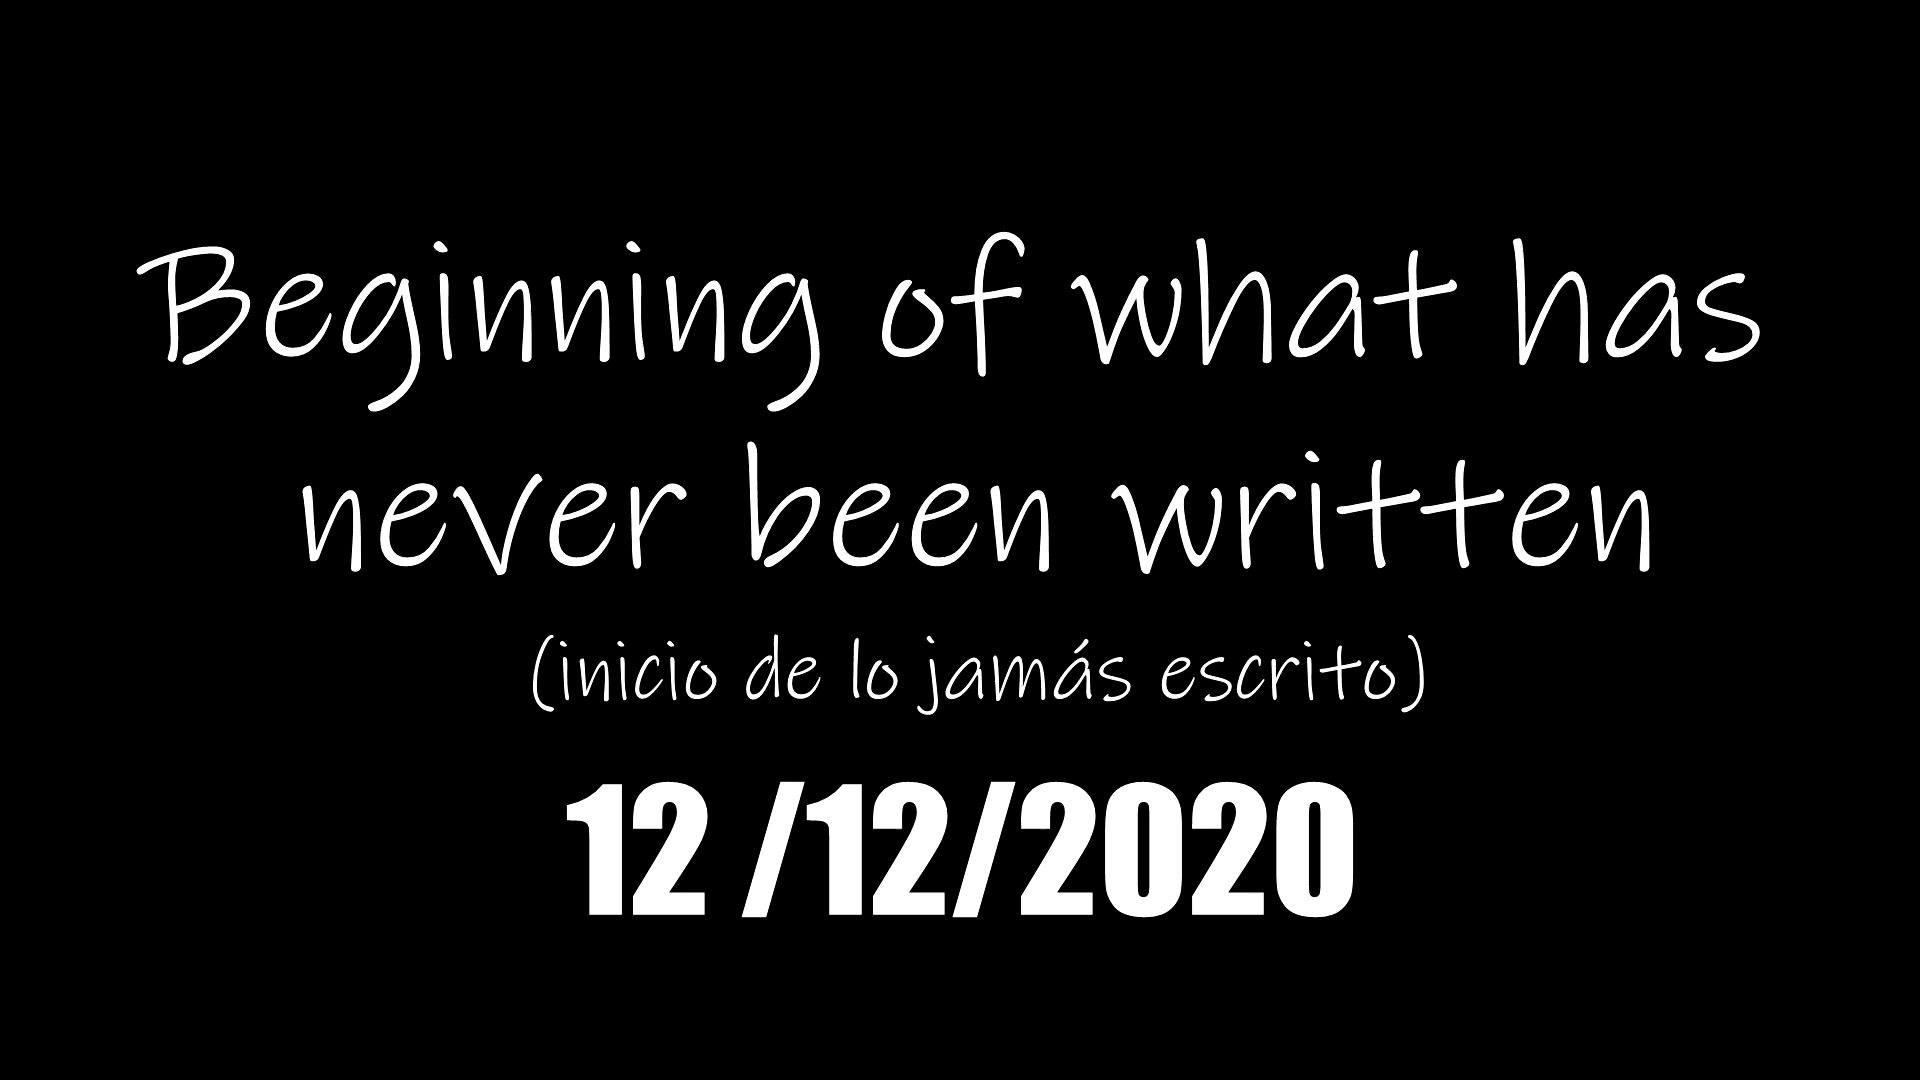 Beginning of what has
never been written
(inicio de lo jamás escrito)
12 /12/2020